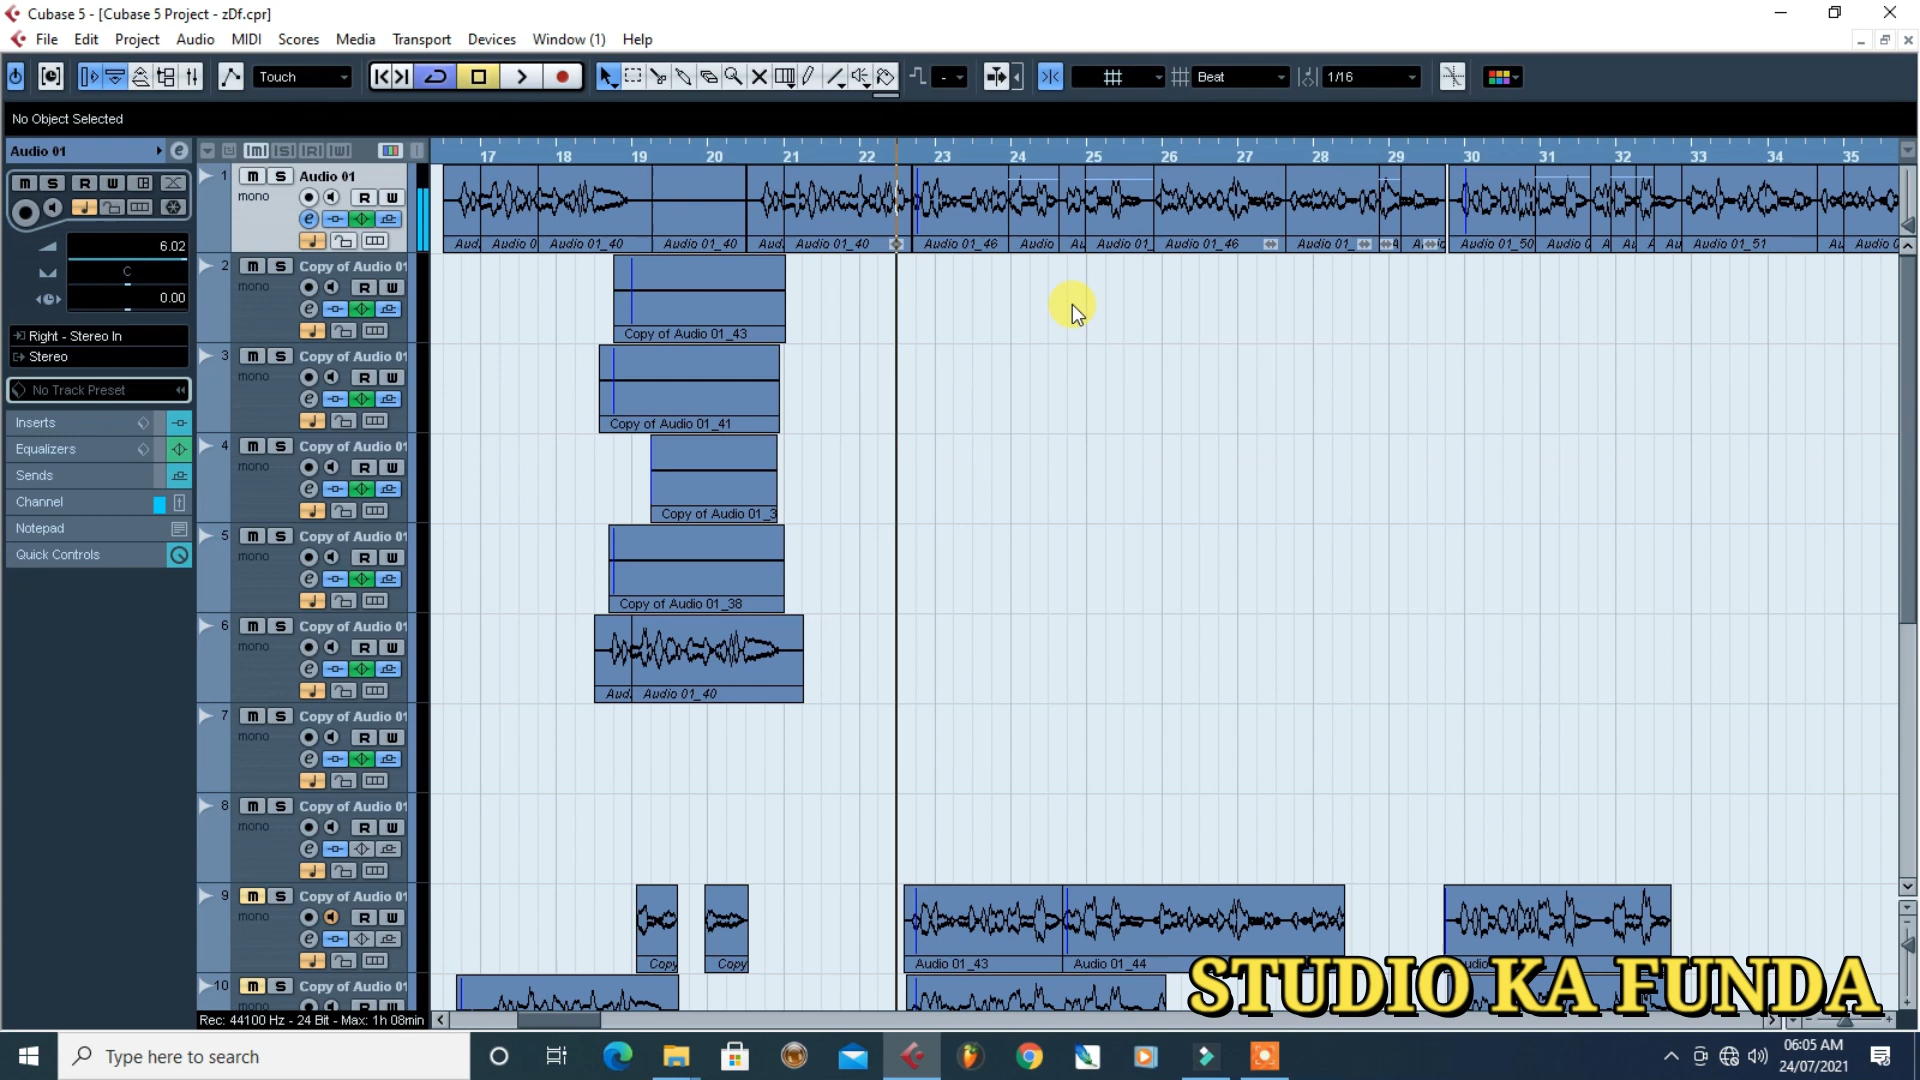 Cubase 5 - [Cubase 5 Project - zDf.cpr]
File Edit Project Audio MIDI Scores Media Transport Devices Window (1) Help
Touch - Beat 1/16
No Object Selected
Audio 01
[M] [S] [R] [W]
17 18 19 20 21 22 23 24 25 26 27 28 29 30 31 32 33 34 35
M S R W
6.02
C
0.00
Right - Stereo In
Stereo
No Track Preset
Inserts
Equalizers
Sends
Channel
Notepad
Quick Controls
1 M S Audio 01
mono R W
Aud. Audio 0 Audio 01_40 Audio 01_40 Aud. Audio 01_40 Audio 01_46 Audio Au Audio 01 Audio 01_46 Audio 01 Audio 01_50 Audio A Au A Au Audio 01_51 Au Audio 0
2 M S Copy of Audio 01
mono R W
Copy of Audio 01_43
3 M S Copy of Audio 01
mono R W
Copy of Audio 01_41
4 M S Copy of Audio 01
mono R W
Copy of Audio 01_3
5 M S Copy of Audio 01
mono R W
Copy of Audio 01_38
6 M S Copy of Audio 01
mono R W
Aud. Audio 01_40
7 M S Copy of Audio 01
mono R W
8 M S Copy of Audio 01
mono R W
9 M S Copy of Audio 01
mono R W
Copy Copy Audio 01_43 Audio 01_44
10 M S Copy of Audio 01
mono R W
STUDIO KA FUNDA
Rec: 44100 Hz - 24 Bit - Max: 1h 08min
Type here to search
06:05 AM
24/07/2021